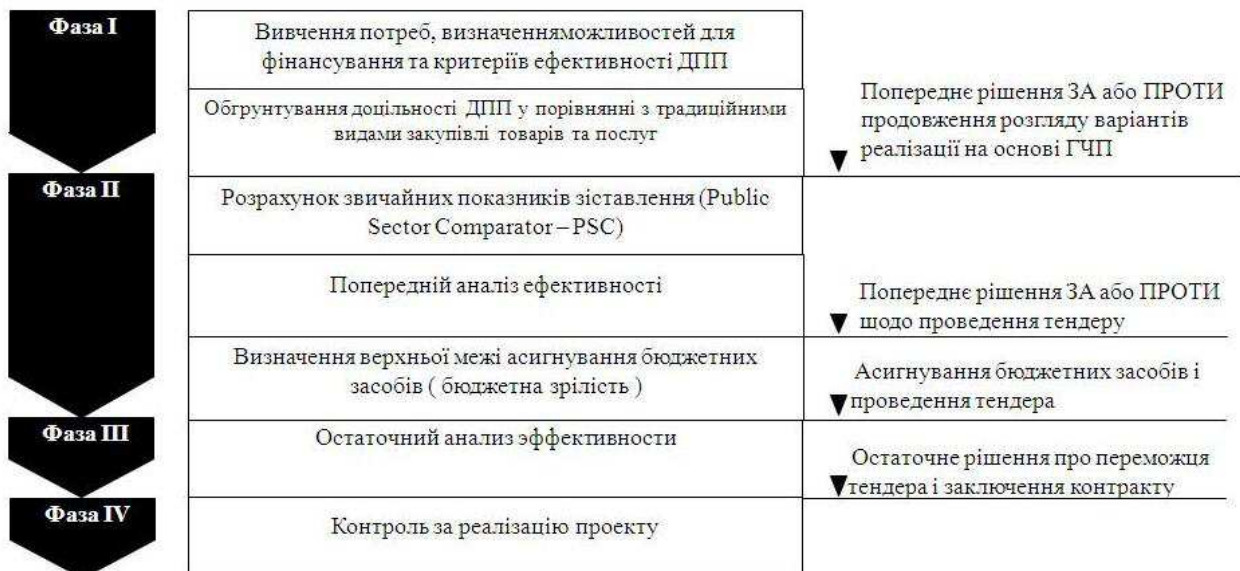 Фаза I
Вивчення потреб, визначенняможливостей для
фінансування та критеріїв ефективності ДПП
Обгрунтування доцільності ДПП у порівнянні з традиційними
видами закупівлі товарів та послуг
Попереднє рішення ЗА або ПРОТИ
продовження розгляду варіантів
реалізації на основі ГЧП
Фаза II
Розрахунок звичайних показників зіставлення (Public
Sector Comparator – PSC)
Попередній аналіз ефективності
Попереднє рішення ЗА або ПРОТИ
щодо проведення тендеру
Визначення верхньої межі асигнування бюджетних
засобів ( бюджетна зрілість )
Асигнування бюджетних засобів і
проведення тендера
Фаза III
Остаточний анализ эффективности
Остаточне рішення про переможця
тендера і заключення контракту
Фаза IV
Контроль за реалізацію проекту